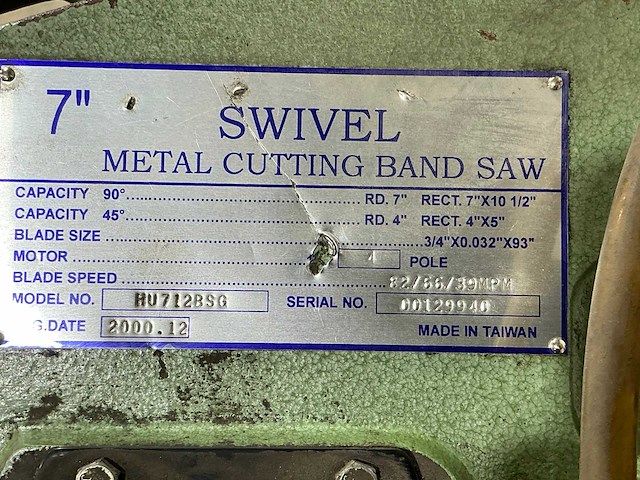 7" SWIVEL
METAL CUTTING BAND SAW
CAPACITY 90°........................................ RD. 7" RECT. 7"X10 1/2"
CAPACITY 45°........................................ RD. 4" RECT. 4"X5"
BLADE SIZE ........................................ 3/4"X0.032"X93"
MOTOR ........................................ 4 POLE
BLADE SPEED ........................................ 82/66/39MPM
MODEL NO. HU712BSG SERIAL NO. 00129940
G.DATE 2000.12 MADE IN TAIWAN